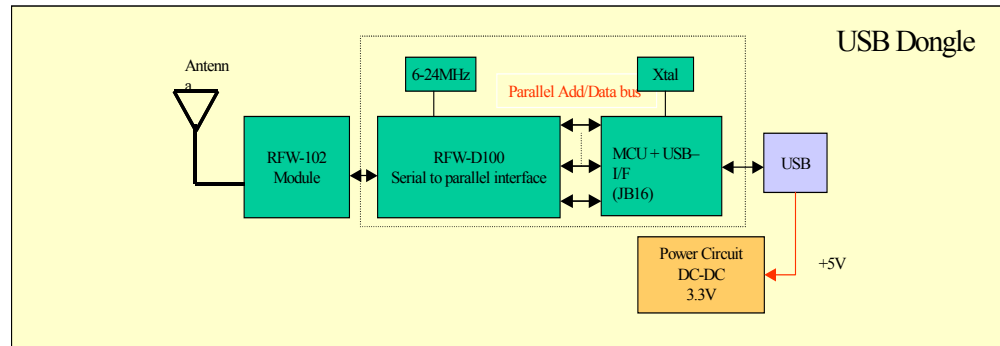 USB Dongle
Antenn
a
6-24MHz
Xtal
Parallel Add/Data bus
RFW-102
Module
RFW-D100
Serial to parallel interface
MCU + USB–
I/F
(JB16)
USB
Power Circuit
DC-DC
3.3V
+5V